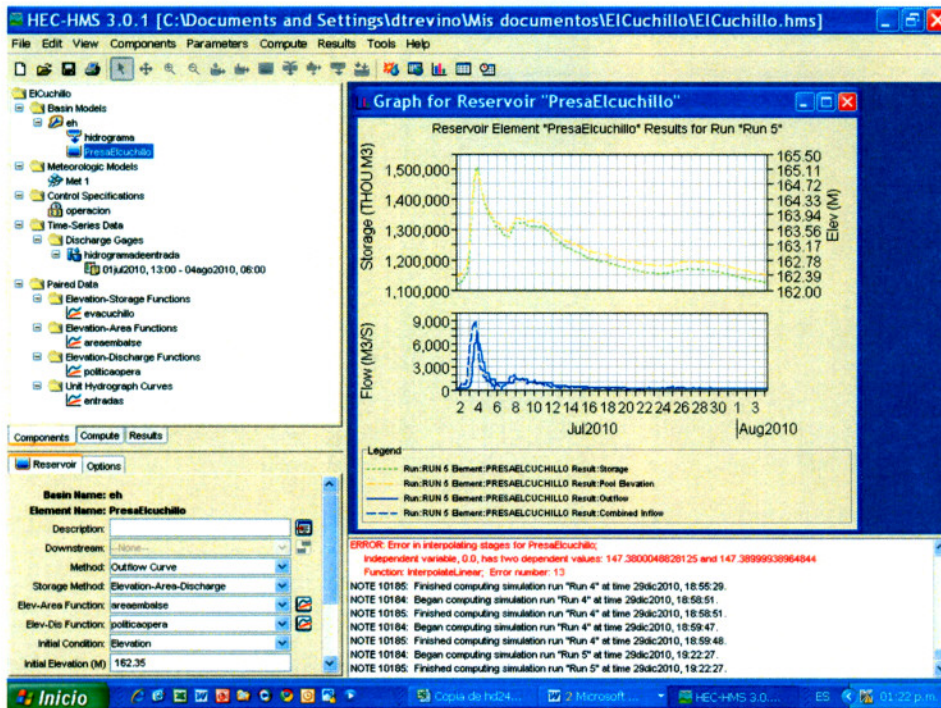 HEC-HMS 3.0.1 [C:\Documents and Settings\dtrevino\Mis documentos\ElCuchillo\ElCuchillo.hms]
File Edit View Components Parameters Compute Results Tools Help
ElCuchillo
Basin Models
eh
hidrograma
PresaElcuchillo
Meteorologic Models
Met 1
Control Specifications
operacion
Time-Series Data
Discharge Gages
hidrogramadeentrada
01jul2010, 13:00 - 04ago2010, 06:00
Paired Data
Elevation-Storage Functions
evacuchillo
Elevation-Area Functions
areaembalse
Elevation-Discharge Functions
politicaopera
Unit Hydrograph Curves
entradas
Components Compute Results
Reservoir Options
Basin Name: eh
Element Name: PresaElcuchillo
Description:
Downstream: --None--
Method: Outflow Curve
Storage Method: Elevation-Area-Discharge
Elev-Area Function: areaembalse
Elev-Dis Function: politicaopera
Initial Condition: Elevation
Initial Elevation (M) 162.35
Graph for Reservoir "PresaElcuchillo"
Reservoir Element "PresaElcuchillo" Results for Run "Run 5"
Storage (THOU M3)
1,500,000
1,400,000
1,300,000
1,200,000
1,100,000
165.50
165.11
164.72
164.33
163.94
163.56
163.17
162.78
162.39
162.00
Elev (M)
Flow (M3/S)
9,000
6,000
3,000
0
2 4 6 8 10 12 14 16 18 20 22 24 26 28 30 1 3
Jul2010 Aug2010
Legend
Run:RUN 5 Element:PRESAELCUCHILLO Result:Storage
Run:RUN 5 Element:PRESAELCUCHILLO Result:Pool Elevation
Run:RUN 5 Element:PRESAELCUCHILLO Result:Outflow
Run:RUN 5 Element:PRESAELCUCHILLO Result:Combined Inflow
ERROR: Error in interpolating stages for PresaElcuchillo;
Independent variable, 0.0, has two dependent values: 147.3800048828125 and 147.38999938964844
Function: InterpolateLinear; Error number: 13
NOTE 10185: Finished computing simulation run "Run 4" at time 29dic2010, 18:55:29.
NOTE 10184: Began computing simulation run "Run 4" at time 29dic2010, 18:58:51.
NOTE 10185: Finished computing simulation run "Run 4" at time 29dic2010, 18:58:51.
NOTE 10184: Began computing simulation run "Run 4" at time 29dic2010, 18:59:47.
NOTE 10185: Finished computing simulation run "Run 4" at time 29dic2010, 18:59:48.
NOTE 10184: Began computing simulation run "Run 5" at time 29dic2010, 19:22:27.
NOTE 10185: Finished computing simulation run "Run 5" at time 29dic2010, 19:22:27.
Inicio
Copia de hd24...
2 Microsoft ...
HEC-HMS 3.0....
ES
01:22 p.m.